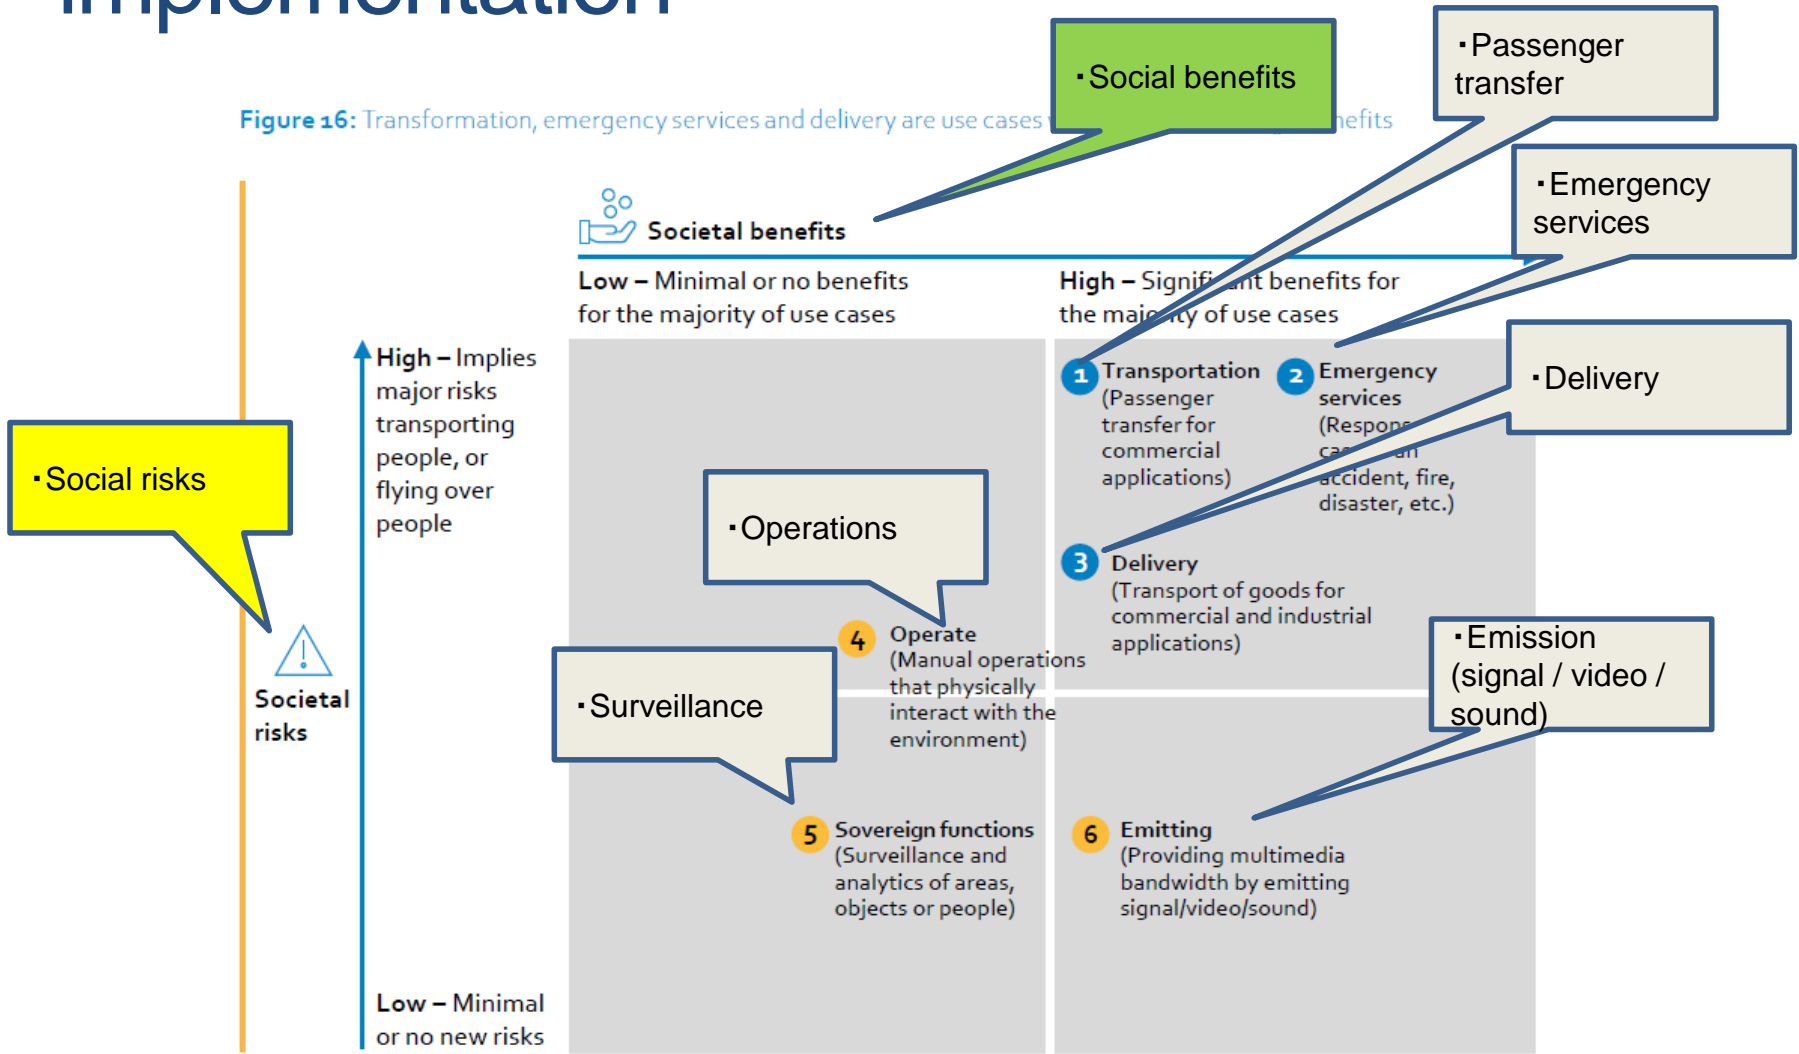 Implementation
・Social benefits
・Passenger
transfer
Figure 16: Transformation, emergency services and delivery are use cases
・Emergency
services
Societal benefits
Low – Minimal or no benefits
for the majority of use cases
High – Significant benefits for
the majority of use cases
High – Implies
major risks
transporting
people, or
flying over
people
1 Transportation
(Passenger
transfer for
commercial
applications)
2 Emergency
services
(Respons
accident, fire,
disaster, etc.)
・Delivery
・Social risks
・Operations
3 Delivery
(Transport of goods for
commercial and industrial
applications)
4 Operate
(Manual operations
that physically
interact with the
environment)
・Emission
(signal / video /
sound)
・Surveillance
Societal
risks
5 Sovereign functions
(Surveillance and
analytics of areas,
objects or people)
6 Emitting
(Providing multimedia
bandwidth by emitting
signal/video/sound)
Low – Minimal
or no new risks